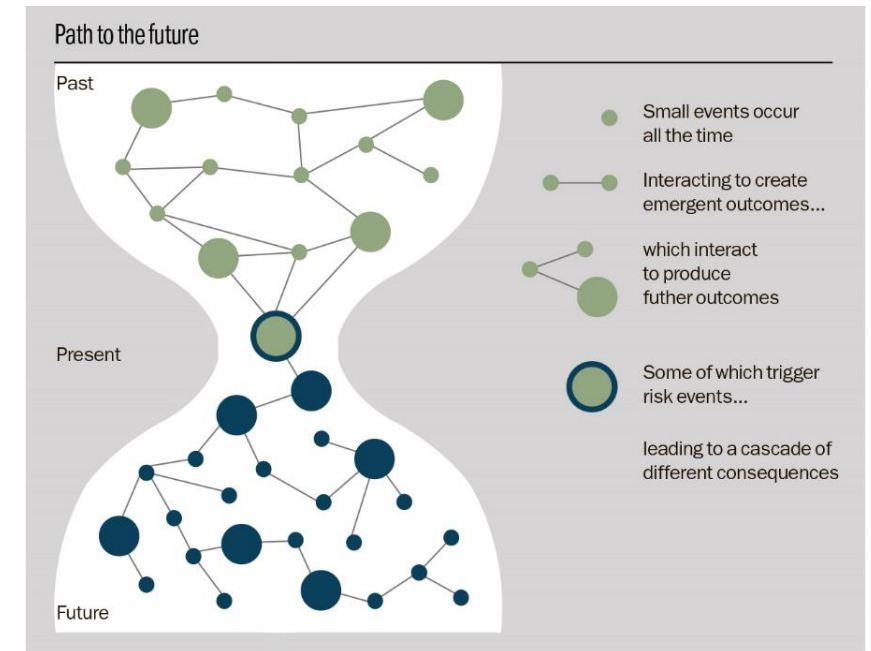 Path to the future
Past
Small events occur
all the time
Interacting to create
emergent outcomes...
which interact
to produce
futher outcomes
Present
Some of which trigger
risk events...
leading to a cascade of
different consequences
Future